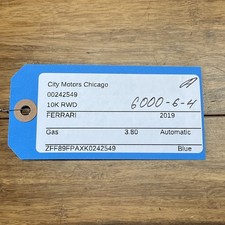 City Motors Chicago
00242549
10K RWD
6000-6-4
FERRARI 2019
Gas 3.80 Automatic
ZFF89FPAXK0242549 Blue